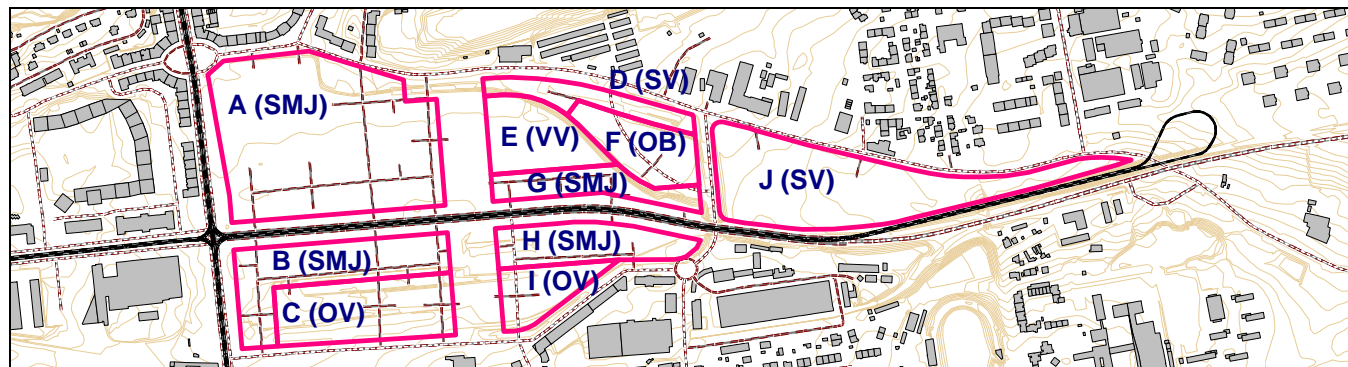 A (SMJ)
D (SV)
E (VV)
F (OB)
G (SMJ)
J (SV)
H (SMJ)
B (SMJ)
I (OV)
C (OV)